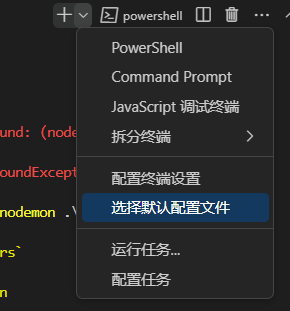 powershell
PowerShell
Command Prompt
JavaScript 调试终端
拆分终端
配置终端设置
选择默认配置文件
运行任务...
配置任务
ound: (node
oundExcept
nodemon .\
rs`
n